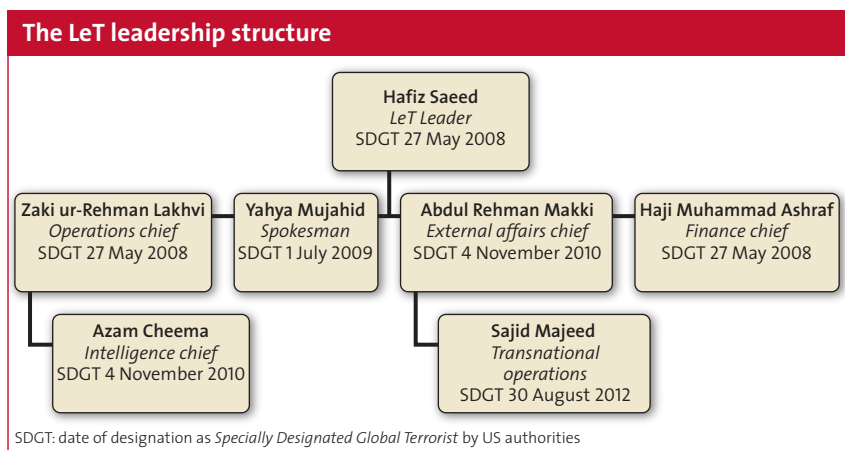 The LeT leadership structure
Hafiz Saeed
LeT Leader
SDGT 27 May 2008
Zaki ur-Rehman Lakhvi
Operations chief
SDGT 27 May 2008
Yahya Mujahid
Spokesman
SDGT 1 July 2009
Abdul Rehman Makki
External affairs chief
SDGT 4 November 2010
Haji Muhammad Ashraf
Finance chief
SDGT 27 May 2008
Azam Cheema
Intelligence chief
SDGT 4 November 2010
Sajid Majeed
Transnational
operations
SDGT 30 August 2012
SDGT: date of designation as Specially Designated Global Terrorist by US authorities